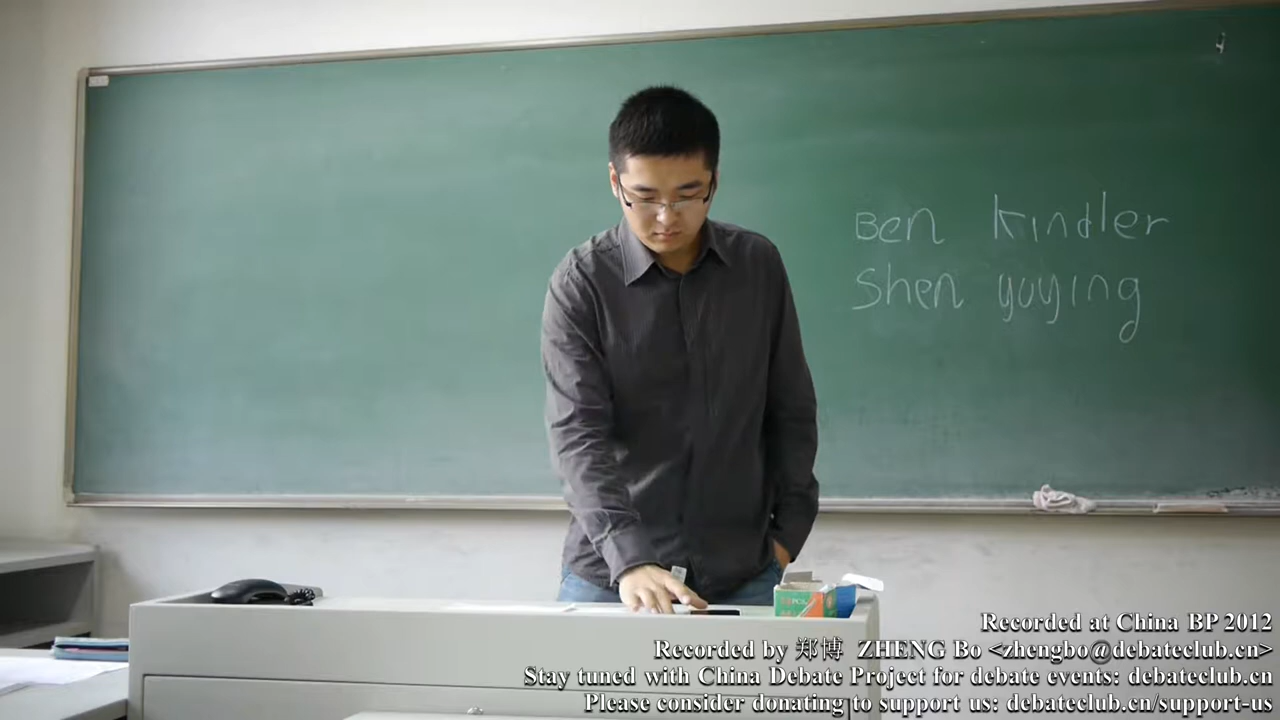 Ben Kindler
Shen yuying
Recorded at China BP 2012
Recorded by 郑博 ZHENG Bo <zhengbo@debateclub.cn>
Stay tuned with China Debate Project for debate events: debateclub.cn
Please consider donating to support us: debateclub.cn/support-us